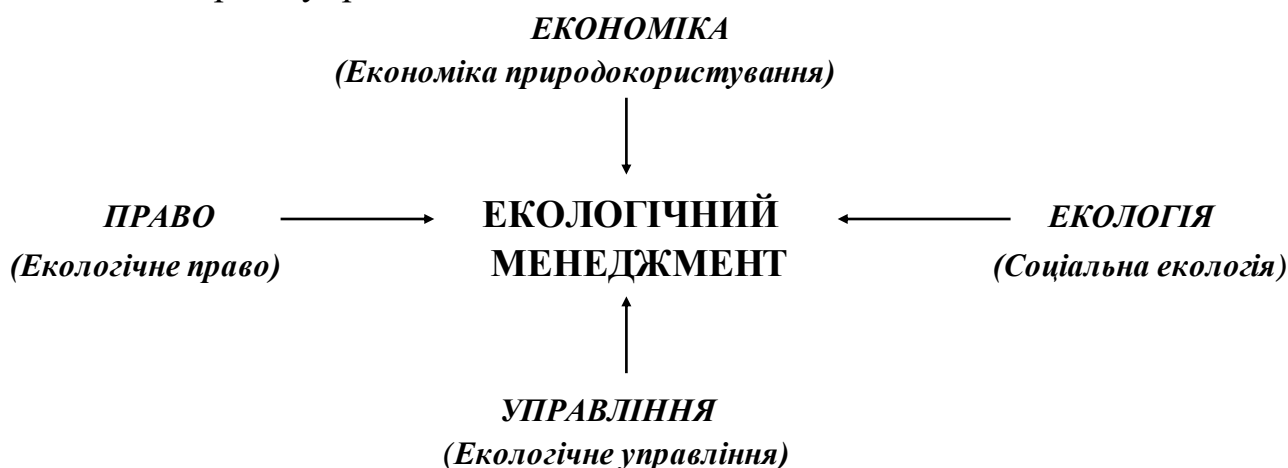 ЕКОНОМІКА
(Економіка природокористування)
ПРАВО
(Екологічне право)
ЕКОЛОГІЧНИЙ
МЕНЕДЖМЕНТ
ЕКОЛОГІЯ
(Соціальна екологія)
УПРАВЛІННЯ
(Екологічне управління)